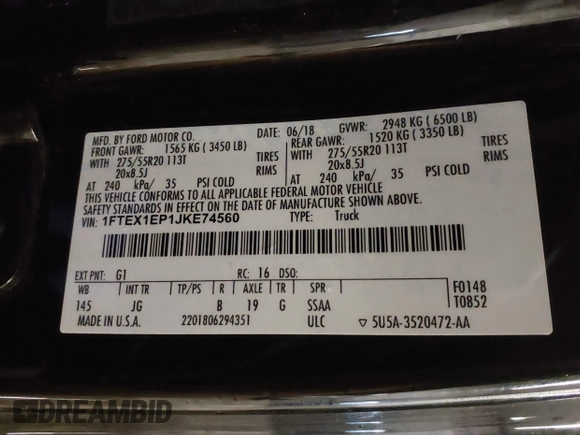 MFD. BY FORD MOTOR CO.
DATE: 06/18 GVWR: 2948 KG ( 6500 LB)
FRONT GAWR: 1565 KG ( 3450 LB) REAR GAWR: 1520 KG ( 3350 LB)
WITH 275/55R20 113T TIRES WITH 275/55R20 113T TIRES
20x8.5J RIMS 20x8.5J RIMS
AT 240 kPa/ 35 PSI COLD AT 240 kPa/ 35 PSI COLD
THIS VEHICLE CONFORMS TO ALL APPLICABLE FEDERAL MOTOR VEHICLE
SAFETY STANDARDS IN EFFECT ON THE DATE OF MANUFACTURE SHOWN ABOVE.
VIN: 1FTEX1EP1JKE74560 TYPE: Truck
EXT PNT: G1 RC: 16 DSO: F0148
WB INT TR TP/PS R AXLE TR SPR T0852
145 JG B 19 G SSAA
MADE IN U.S.A. 2201806294351 ULC ▽ 5U5A-3520472-AA
DREAMBID